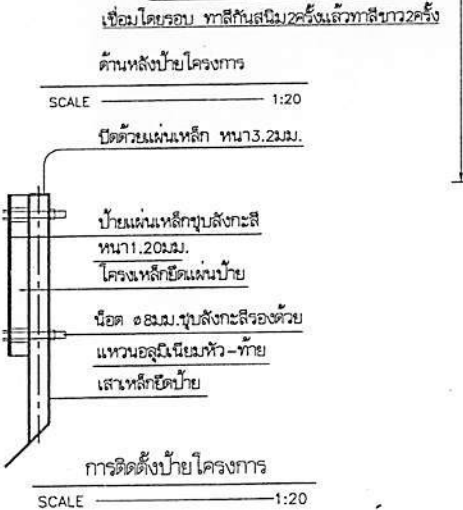 เชื่อมโดยรอบ ทาสีกันสนิม2ครั้งแล้วทาสีขาว2ครั้ง
ด้านหลังป้ายโครงการ
SCALE 1:20
ปิดด้วยแผ่นเหล็ก หนา3.2มม.
ป้ายแผ่นเหล็กชุบสังกะสี
หนา1.20มม.
โครงเหล็กยึดแผ่นป้าย
น็อต ø8มม.ชุบสังกะสีรองด้วย
แหวนอลูมิเนียมหัว-ท้าย
เสาเหล็กยึดป้าย
การติดตั้งป้ายโครงการ
SCALE 1:20